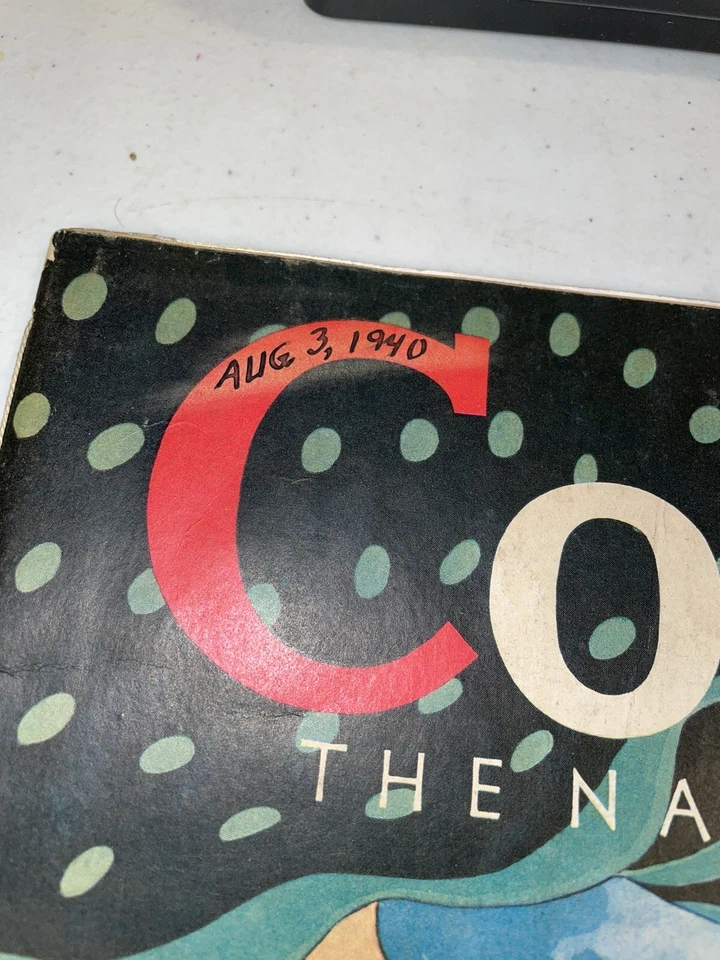 AUG 3, 1940
Co
THE NA